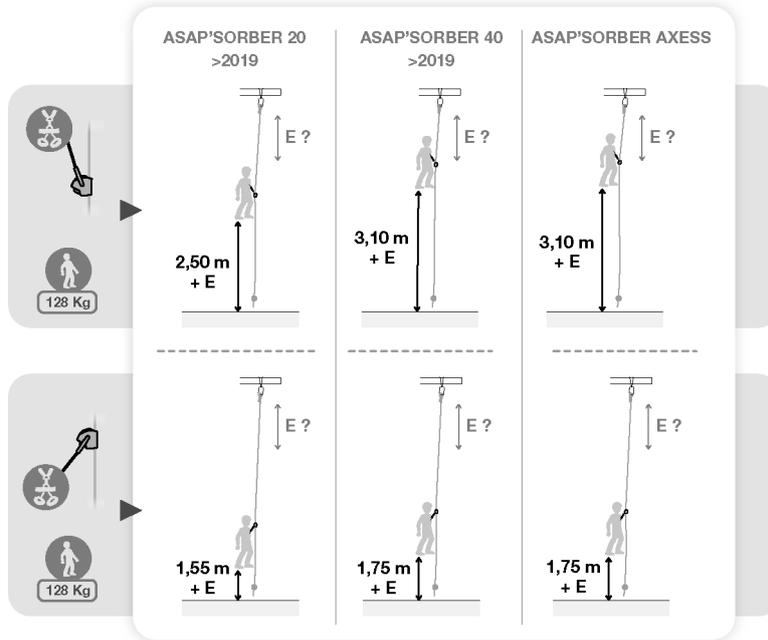 ASAP'SORBER 20
>2019
ASAP'SORBER 40
>2019
ASAP'SORBER AXESS
E ?
E ?
E ?
2,50 m
+ E
3,10 m
+ E
3,10 m
+ E
128 Kg
E ?
E ?
E ?
1,55 m
+ E
1,75 m
+ E
1,75 m
+ E
128 Kg